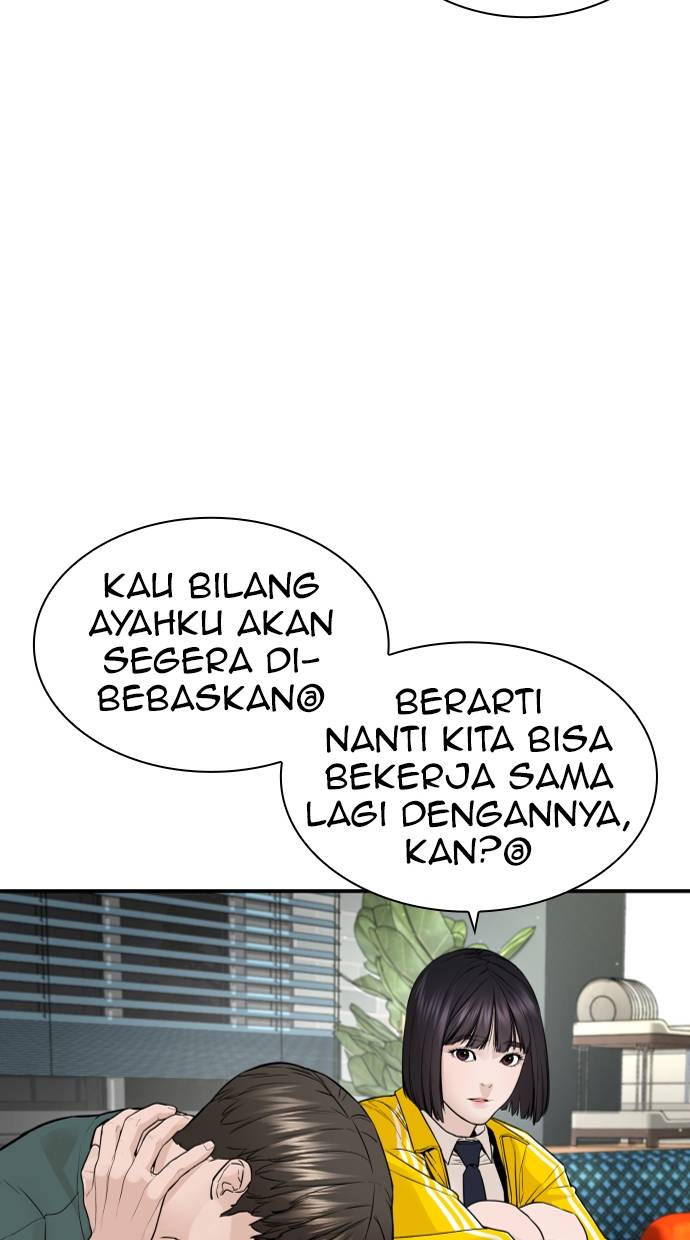 KAU BILANG
AYAHKU AKAN
SEGERA DI-
BEBASKAN@
BERARTI
NANTI KITA BISA
BEKERJA SAMA
LAGI DENGANNYA,
KAN?@